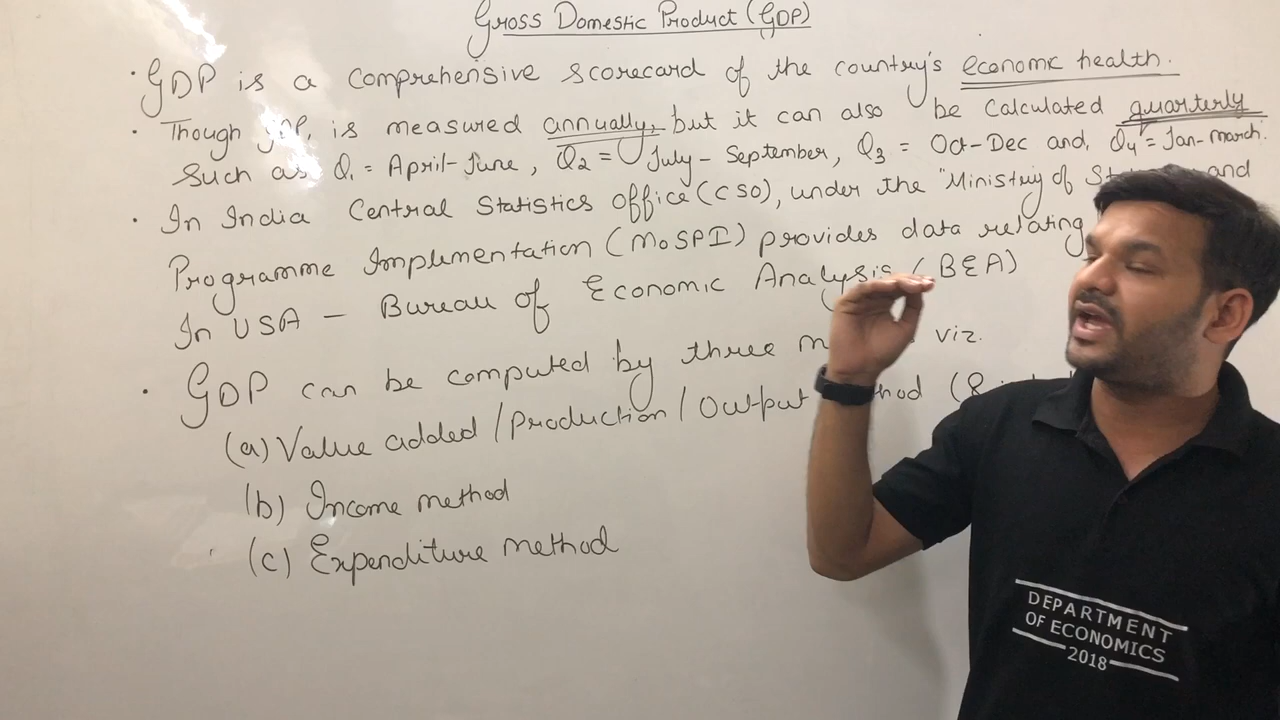 Gross Domestic Product (GDP)
· GDP is a comprehensive scorecard of the country's economic health.
· Though GDP, is measured annually, but it can also be calculated quarterly
Such as Q1 = April-June, Q2 = July - September, Q3 = Oct-Dec and, Q4 = Jan-march.
· In India Central Statistics office (CSO), under the "Ministry of and
Programme Implementation (MoSPI) provides data relating
In USA - Bureau of Economic Analysis (BEA)
· GDP can be computed by three viz.
(a) Value added / Production / Output
(b) Income method
(c) Expenditure method
DEPARTMENT
OF ECONOMICS
2018